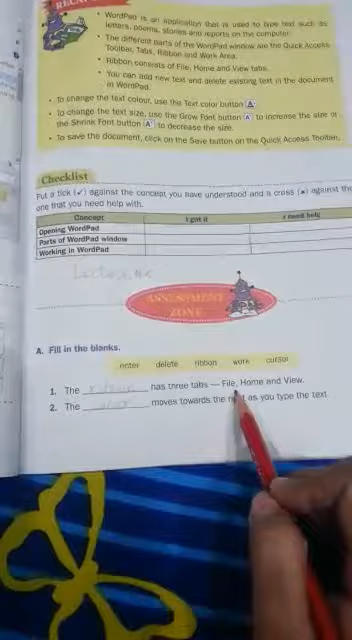 RECAP
• WordPad is an application that is used to type text such as
letters, poems, stories and reports on the computer.
• The different parts of the WordPad window are the Quick Access
Toolbar, Tabs, Ribbon and Work Area.
• Ribbon consists of File, Home and View tabs.
• You can add new text and delete existing text in the document
in WordPad.
• To change the text colour, use the Text color button A.
• To change the text size, use the Grow Font button A to increase the size or
the Shrink Font button A to decrease the size.
• To save the document, click on the Save button on the Quick Access Toolbar.
Checklist
Put a tick (✓) against the concept you have understood and a cross (×) against the
one that you need help with.
Concept I got it I need help
Opening WordPad
Parts of WordPad window
Working in WordPad
ASSESSMENT
ZONE
A. Fill in the blanks.
enter delete ribbon work cursor
1. The ribbon has three tabs — File, Home and View.
2. The cursor moves towards the right as you type the text